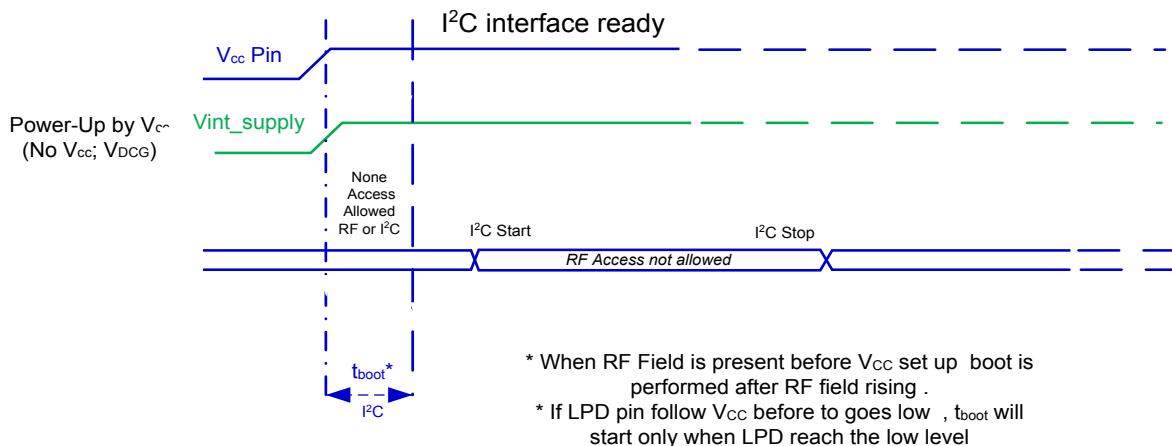 I²C interface ready
Vcc Pin
Power-Up by Vcc
(No Vcc; VDCG)
Vint_supply
None
Access
Allowed
RF or I²C
I²C Start
I²C Stop
RF Access not allowed
tboot*
I²C
* When RF Field is present before VCC set up boot is
performed after RF field rising .
* If LPD pin follow VCC before to goes low , tboot will
start only when LPD reach the low level